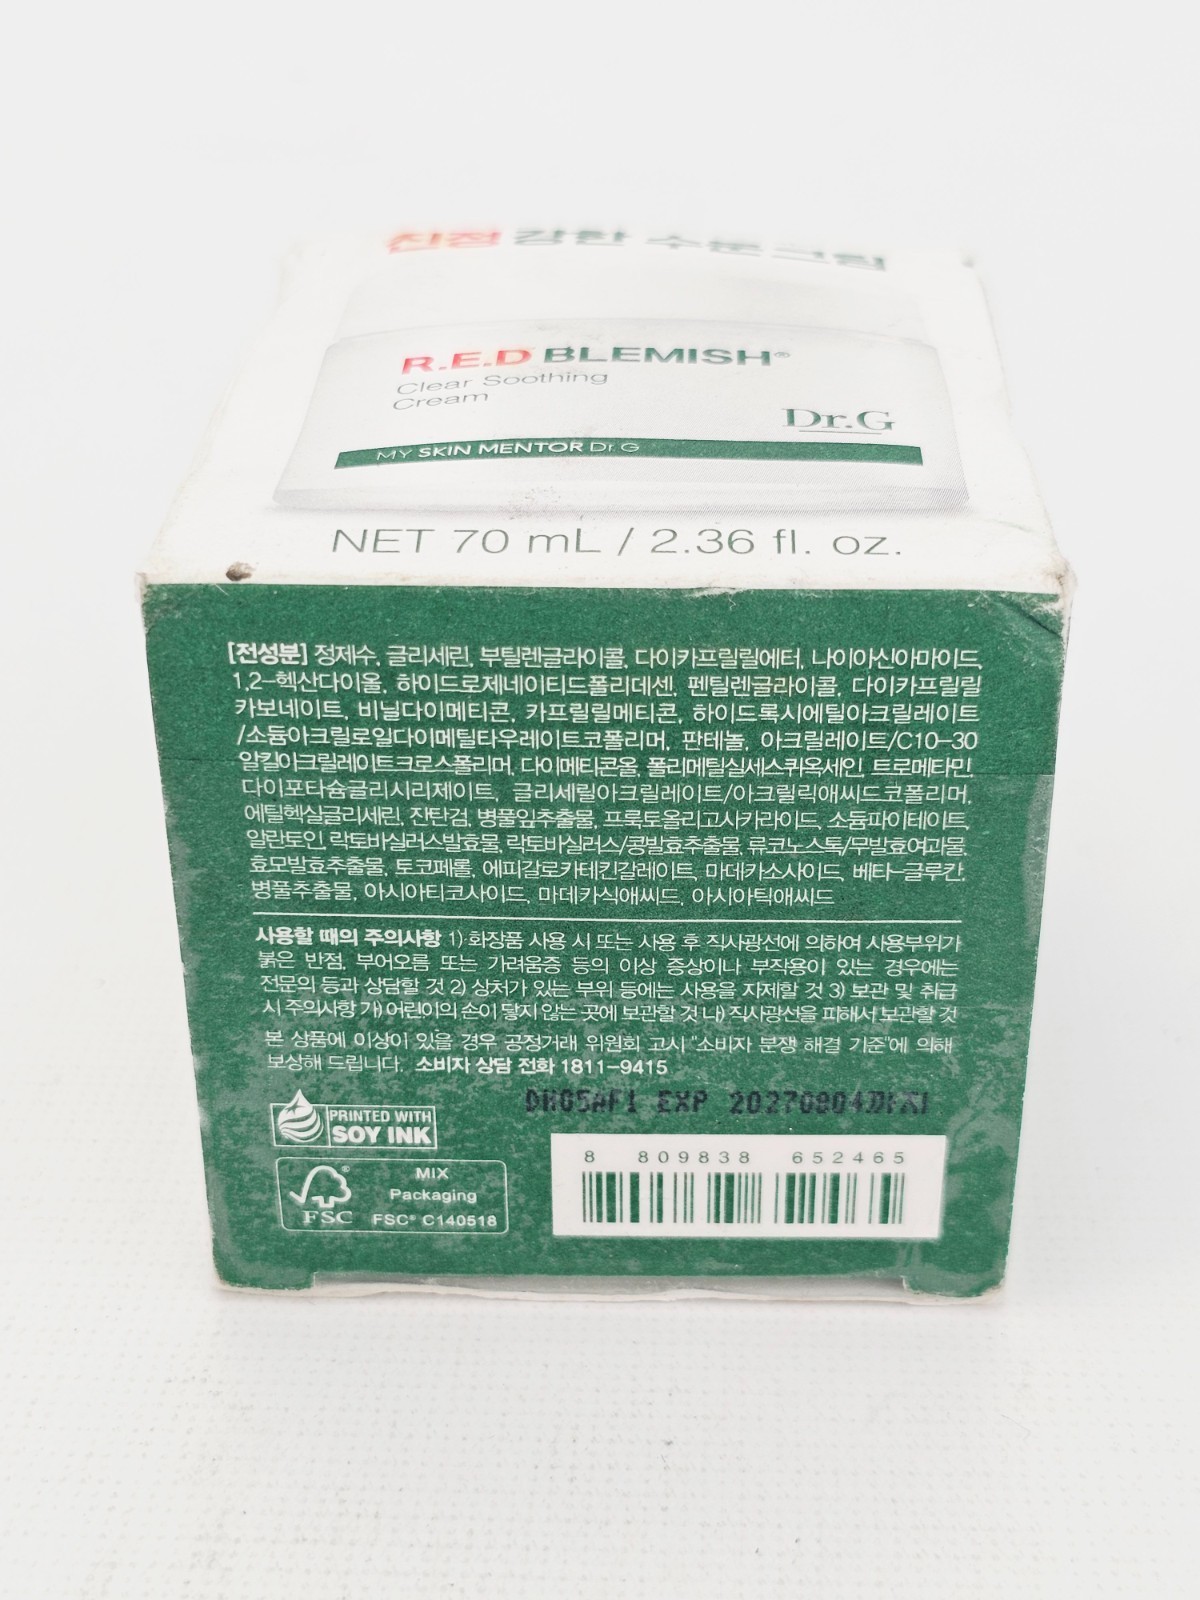 진정 강한 수분크림
R.E.D BLEMISH®
Clear Soothing
Cream
Dr.G
MY SKIN MENTOR Dr.G
NET 70 mL / 2.36 fl. oz.
[전성분] 정제수, 글리세린, 부틸렌글라이콜, 다이카프릴릴에터, 나이아신아마이드,
1,2-헥산다이올, 하이드로제네이티드폴리데센, 펜틸렌글라이콜, 다이카프릴릴
카보네이트, 비닐다이메티콘, 카프릴릴메티콘, 하이드록시에틸아크릴레이트
/소듐아크릴로일다이메틸타우레이트코폴리머, 판테놀, 아크릴레이트/C10-30
알킬아크릴레이트크로스폴리머, 다이메티콘올, 폴리메틸실세스퀴옥세인, 트로메타민,
다이포타슘글리시리제이트, 글리세릴아크릴레이트/아크릴릭애씨드코폴리머,
에틸헥실글리세린, 잔탄검, 병풀잎추출물, 프룩토올리고사카라이드, 소듐파이테이트,
알란토인, 락토바실러스발효물, 락토바실러스/콩발효추출물, 류코노스톡/무발효여과물,
효모발효추출물, 토코페롤, 에피갈로카테킨갈레이트, 마데카소사이드, 베타-글루칸,
병풀추출물, 아시아티코사이드, 마데카식애씨드, 아시아틱애씨드
사용할 때의 주의사항 1) 화장품 사용 시 또는 사용 후 직사광선에 의하여 사용부위가
붉은 반점, 부어오름 또는 가려움증 등의 이상 증상이나 부작용이 있는 경우에는
전문의 등과 상담할 것 2) 상처가 있는 부위 등에는 사용을 자제할 것 3) 보관 및 취급
시 주의사항 가) 어린이의 손이 닿지 않는 곳에 보관할 것 나) 직사광선을 피해서 보관할 것
본 상품에 이상이 있을 경우 공정거래 위원회 고시 "소비자 분쟁 해결 기준"에 의해
보상해 드립니다. 소비자 상담 전화 1811-9415
DH05AF1 EXP 20270804까지
PRINTED WITH
SOY INK
8 809838 652465
FSC®
MIX
Packaging
FSC® C140518